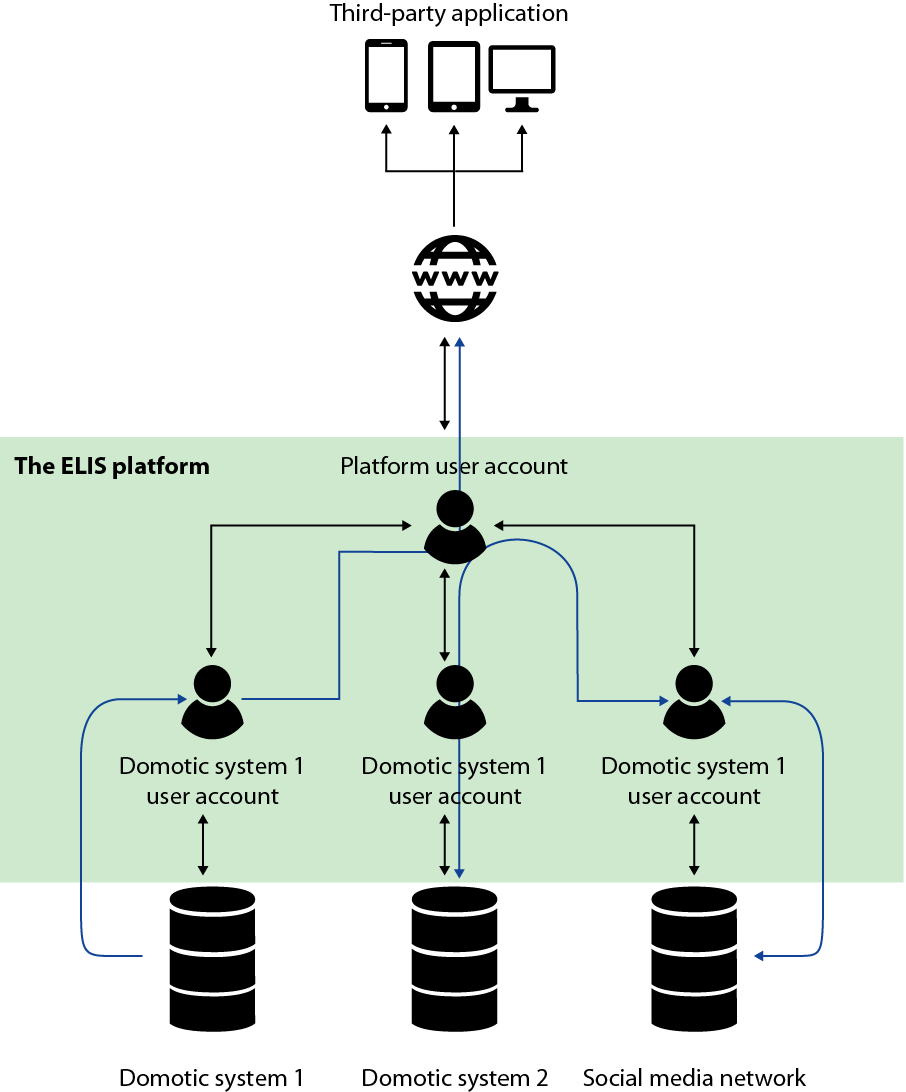 Third-party application
WWW
The ELIS platform
Platform user account
Domotic system 1
user account
Domotic system 1
user account
Domotic system 1
user account
Domotic system 1
Domotic system 2
Social media network